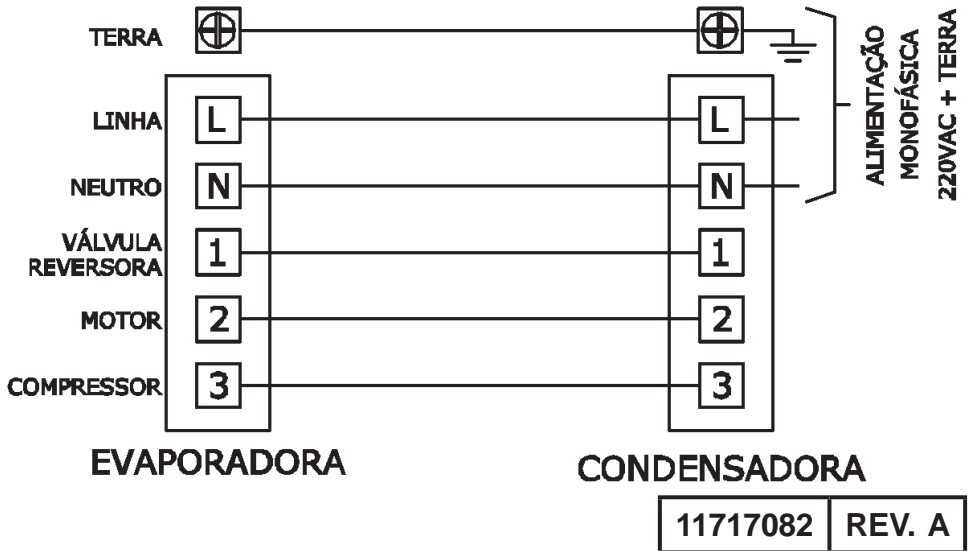 TERRA
LINHA L L
NEUTRO N N
VÁLVULA
REVERSORA 1 1
MOTOR 2 2
COMPRESSOR 3 3
EVAPORADORA
CONDENSADORA
ALIMENTAÇÃO
MONOFÁSICA
220VAC + TERRA
11717082 REV. A